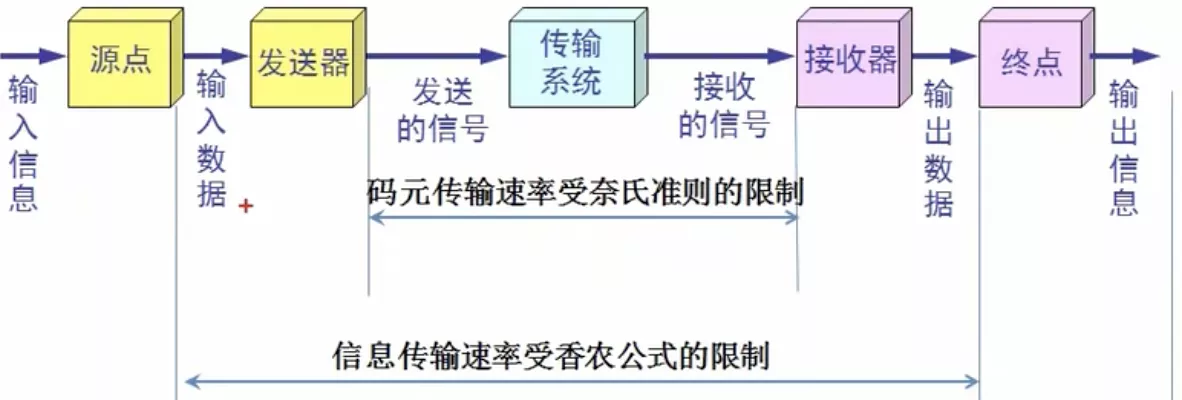 源点
发送器
传输
系统
接收器
终点
输入信息
输入数据
发送
的信号
接收
的信号
输出数据
输出信息
码元传输速率受奈氏准则的限制
信息传输速率受香农公式的限制